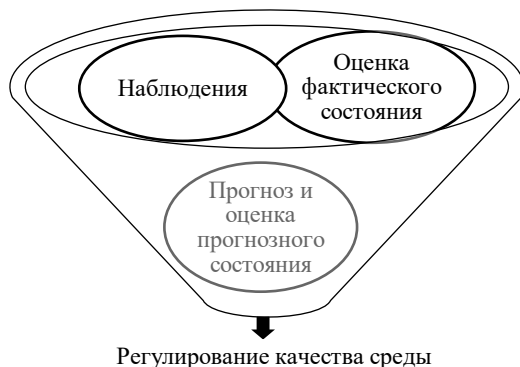 Наблюдения
Оценка
фактического
состояния
Прогноз и
оценка
прогнозного
состояния
Регулирование качества среды